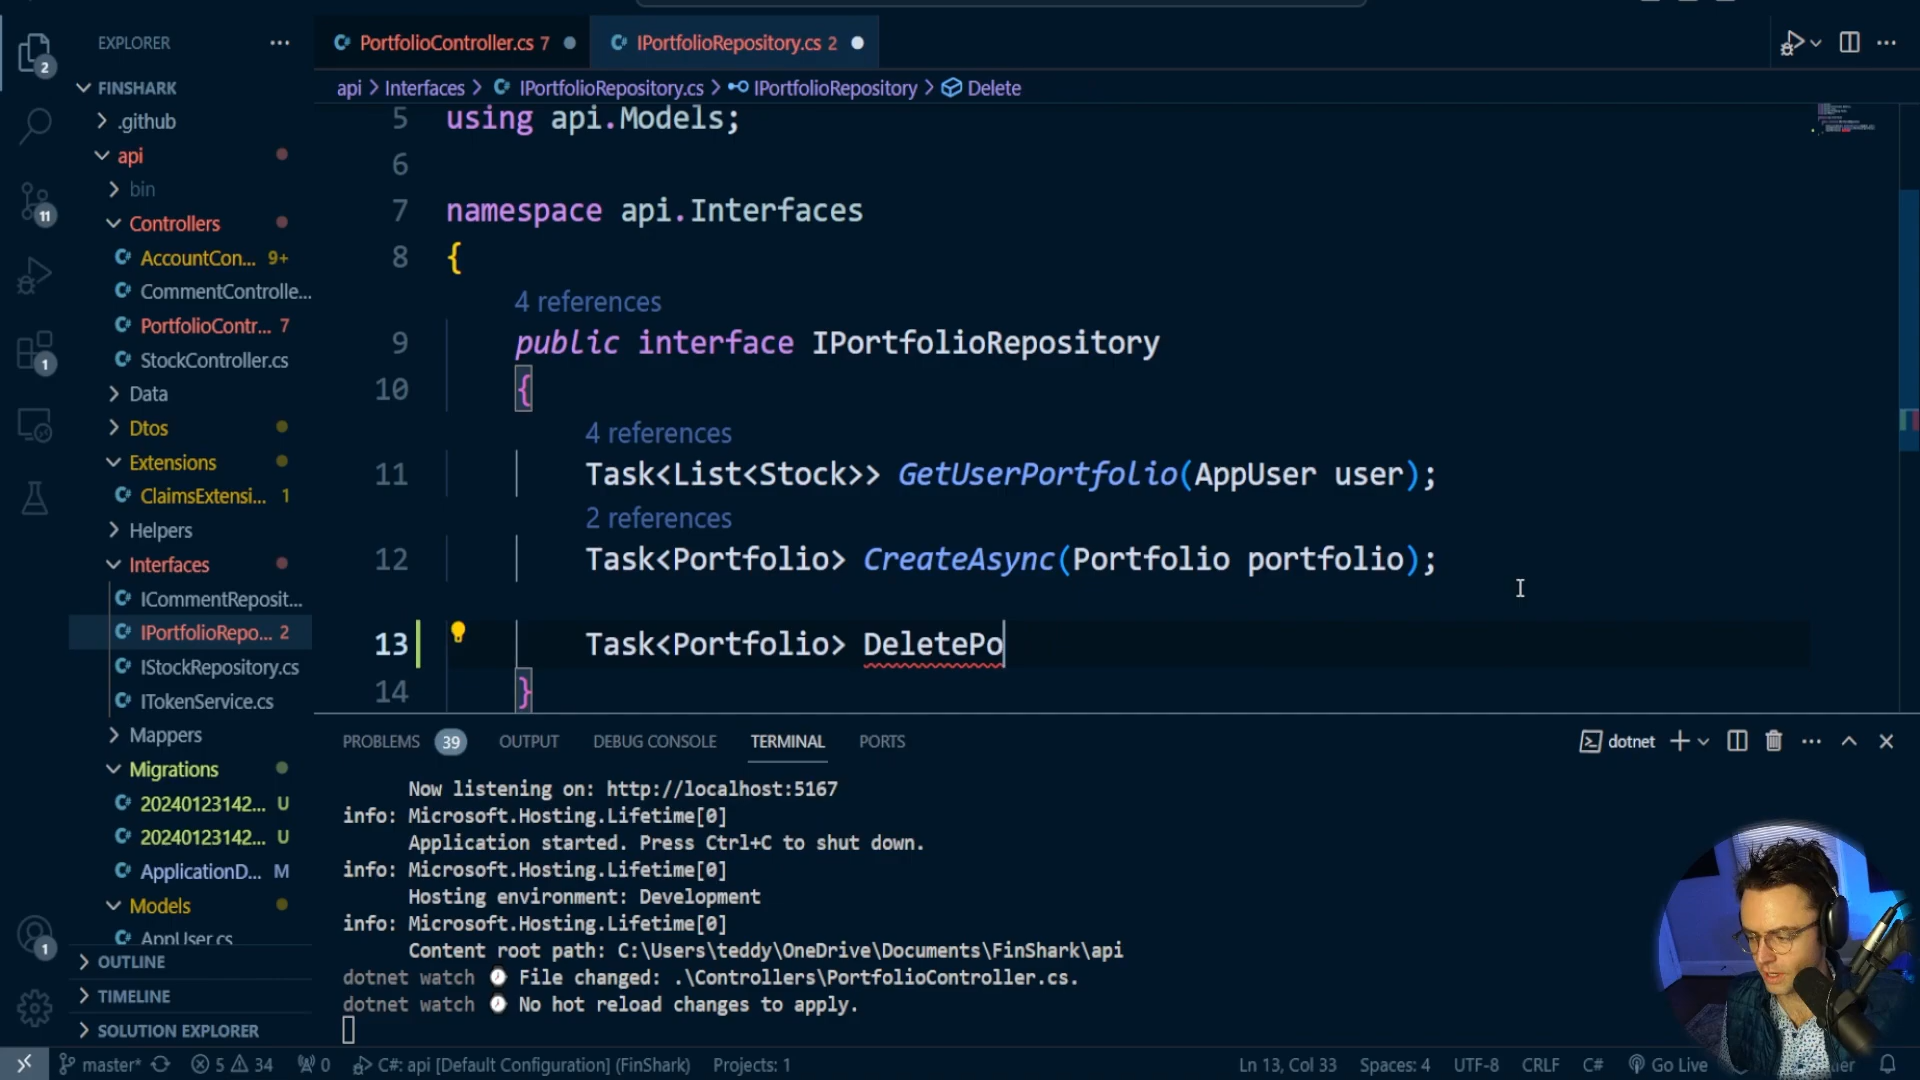 EXPLORER
2
FINSHARK
.github
api
bin
Controllers
AccountCon... 9+
CommentControlle...
PortfolioContr... 7
StockController.cs
Data
Dtos
Extensions
ClaimsExtensi... 1
Helpers
Interfaces
ICommentReposit...
IPortfolioRepo... 2
IStockRepository.cs
ITokenService.cs
Mappers
Migrations
20240123142... U
20240123142... U
ApplicationD... M
Models
AppUser.cs
OUTLINE
TIMELINE
SOLUTION EXPLORER
11
1
1
PortfolioController.cs 7
IPortfolioRepository.cs 2
api > Interfaces > IPortfolioRepository.cs > IPortfolioRepository > Delete
5 using api.Models;
6
7 namespace api.Interfaces
8 {
4 references
9 public interface IPortfolioRepository
10 {
4 references
11 Task<List<Stock>> GetUserPortfolio(AppUser user);
2 references
12 Task<Portfolio> CreateAsync(Portfolio portfolio);
13 Task<Portfolio> DeletePo
14 }
PROBLEMS 39 OUTPUT DEBUG CONSOLE TERMINAL PORTS
dotnet
Now listening on: http://localhost:5167
info: Microsoft.Hosting.Lifetime[0]
Application started. Press Ctrl+C to shut down.
info: Microsoft.Hosting.Lifetime[0]
Hosting environment: Development
info: Microsoft.Hosting.Lifetime[0]
Content root path: C:\Users\teddy\OneDrive\Documents\FinShark\api
dotnet watch File changed: .\Controllers\PortfolioController.cs.
dotnet watch No hot reload changes to apply.
master* 5 34 0 C#: api [Default Configuration] (FinShark) Projects: 1 Ln 13, Col 33 Spaces: 4 UTF-8 CRLF C# Go Live